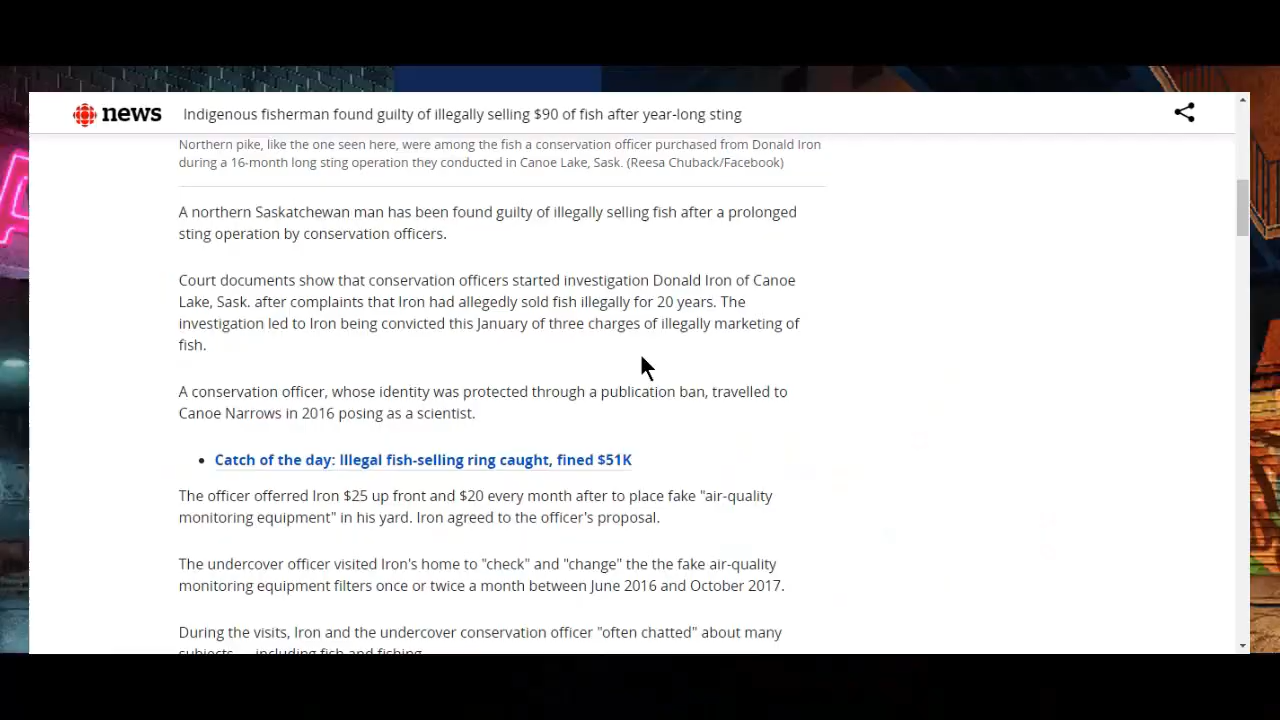 news
Indigenous fisherman found guilty of illegally selling $90 of fish after year-long sting
Northern pike, like the one seen here, were among the fish a conservation officer purchased from Donald Iron
during a 16-month long sting operation they conducted in Canoe Lake, Sask. (Reesa Chuback/Facebook)
A northern Saskatchewan man has been found guilty of illegally selling fish after a prolonged
sting operation by conservation officers.
Court documents show that conservation officers started investigation Donald Iron of Canoe
Lake, Sask. after complaints that Iron had allegedly sold fish illegally for 20 years. The
investigation led to Iron being convicted this January of three charges of illegally marketing of
fish.
A conservation officer, whose identity was protected through a publication ban, travelled to
Canoe Narrows in 2016 posing as a scientist.
• Catch of the day: Illegal fish-selling ring caught, fined $51K
The officer offerred Iron $25 up front and $20 every month after to place fake "air-quality
monitoring equipment" in his yard. Iron agreed to the officer's proposal.
The undercover officer visited Iron's home to "check" and "change" the the fake air-quality
monitoring equipment filters once or twice a month between June 2016 and October 2017.
During the visits, Iron and the undercover conservation officer "often chatted" about many
subjects — including fish and fishing.